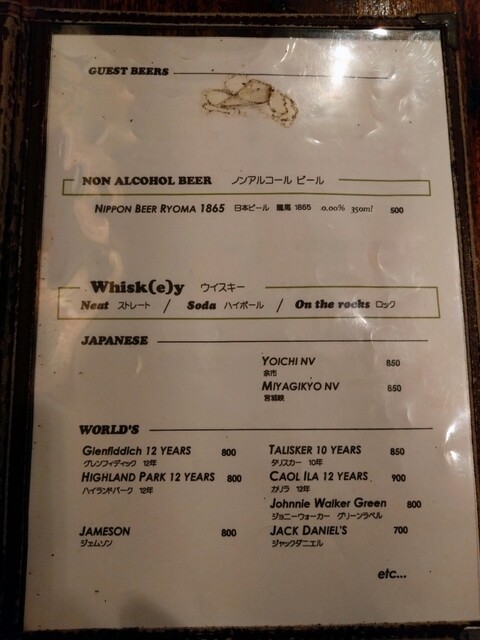 GUEST BEERS
NON ALCOHOL BEER ノンアルコール ビール
NIPPON BEER RYOMA 1865 日本ビール 龍馬 1865 0.00% 350ml 500
Whisk(e)y ウイスキー
Neat ストレート / Soda ハイボール / On the rocks ロック
JAPANESE
YOICHI NV 850
余市
MIYAGIKYO NV 850
宮城峡
WORLD'S
Glenfiddich 12 YEARS 800
グレンフィディック 12年
HIGHLAND PARK 12 YEARS 800
ハイランドパーク 12年
JAMESON 800
ジェムソン
TALISKER 10 YEARS 850
タリスカー 10年
CAOL ILA 12 YEARS 900
カリラ 12年
Johnnie Walker Green 800
ジョニーウォーカー グリーンラベル
JACK DANIEL'S 700
ジャックダニエル
etc...